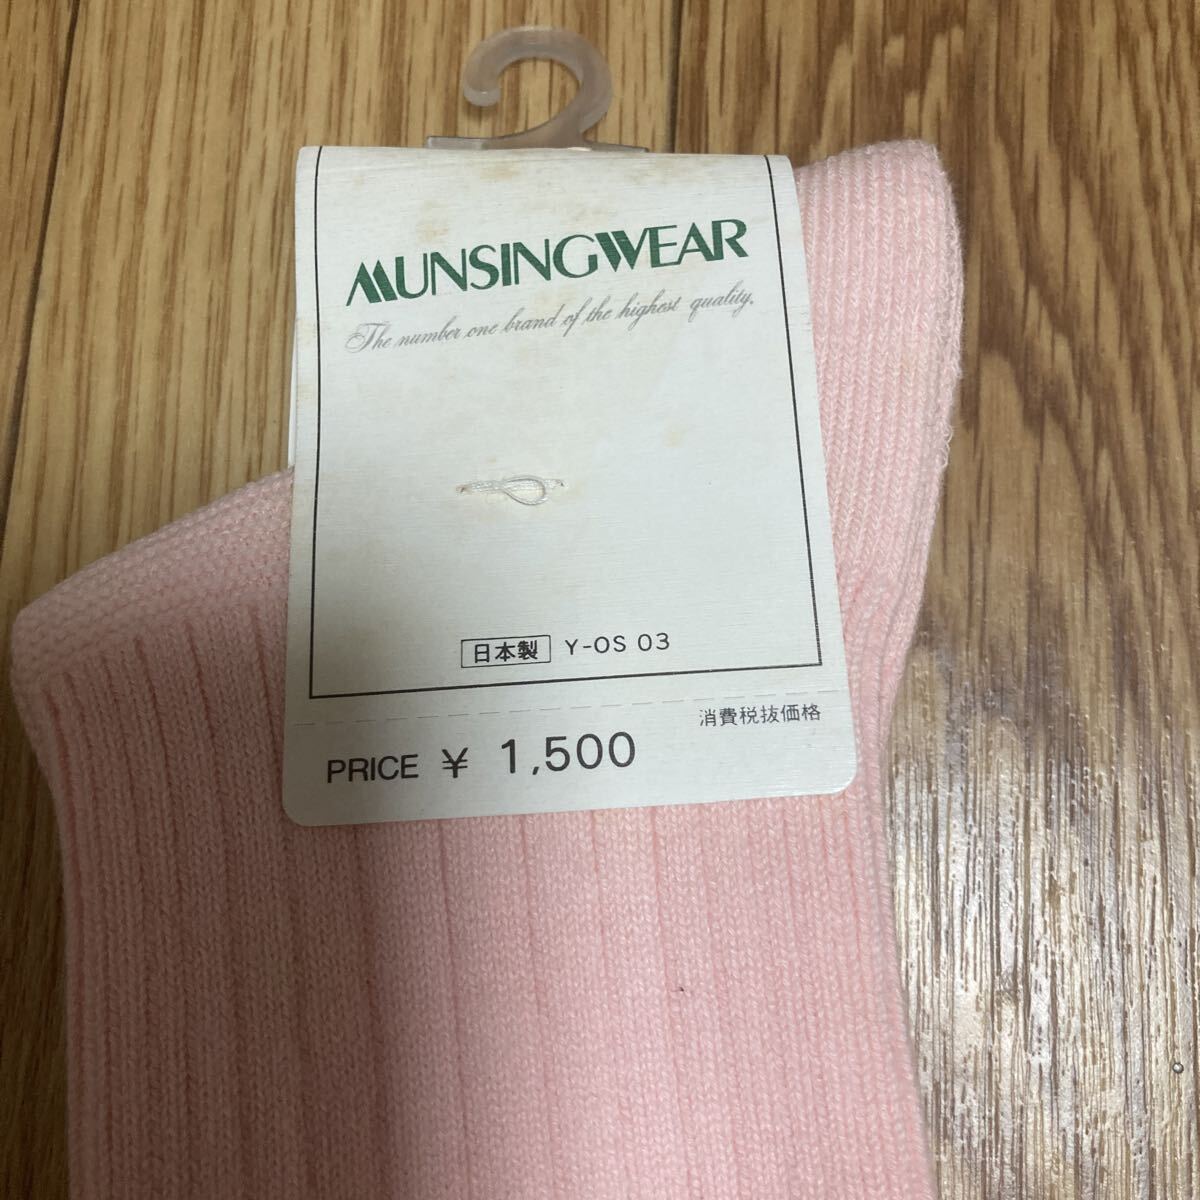 MUNSINGWEAR
The number one brand of the highest quality.
日本製 Y-OS 03
消費税抜価格
PRICE ¥ 1,500